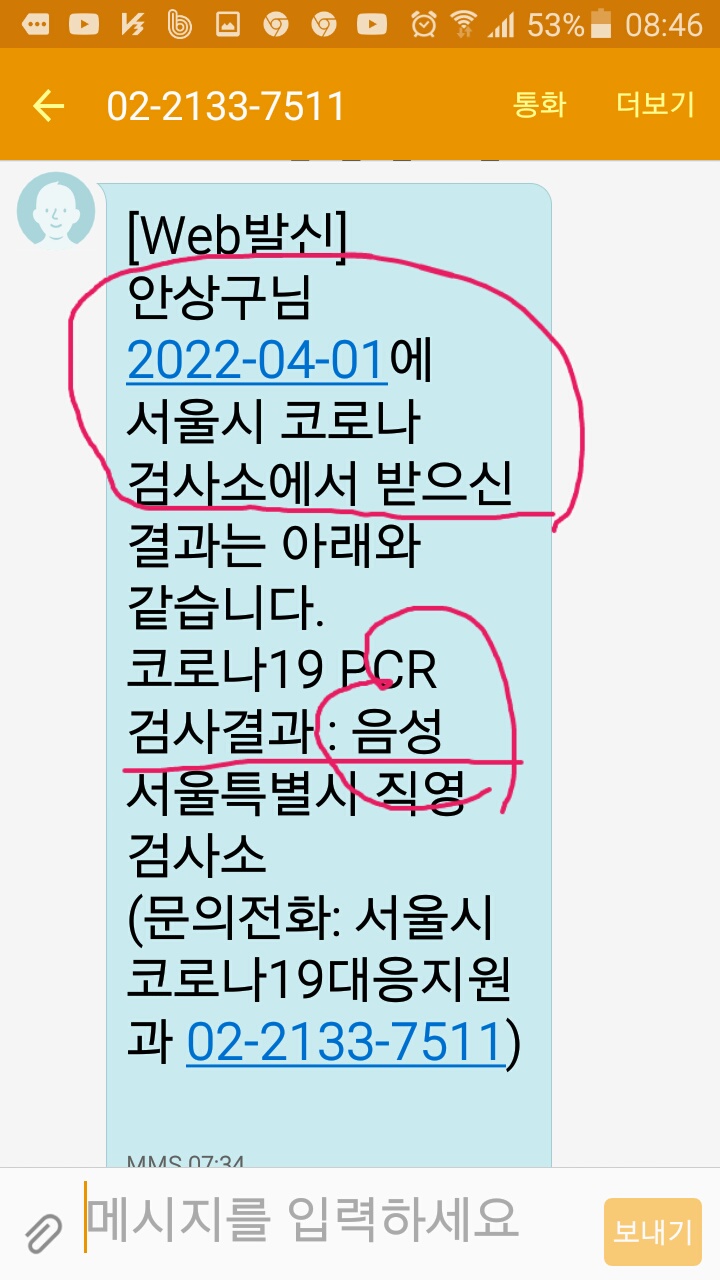 53% 08:46
02-2133-7511 통화 더보기
[Web발신]
안상구님
2022-04-01에
서울시 코로나
검사소에서 받으신
결과는 아래와
같습니다.
코로나19 PCR
검사결과 : 음성
서울특별시 직영
검사소
(문의전화: 서울시
코로나19대응지원
과 02-2133-7511)
MMS 07:34
메시지를 입력하세요
보내기